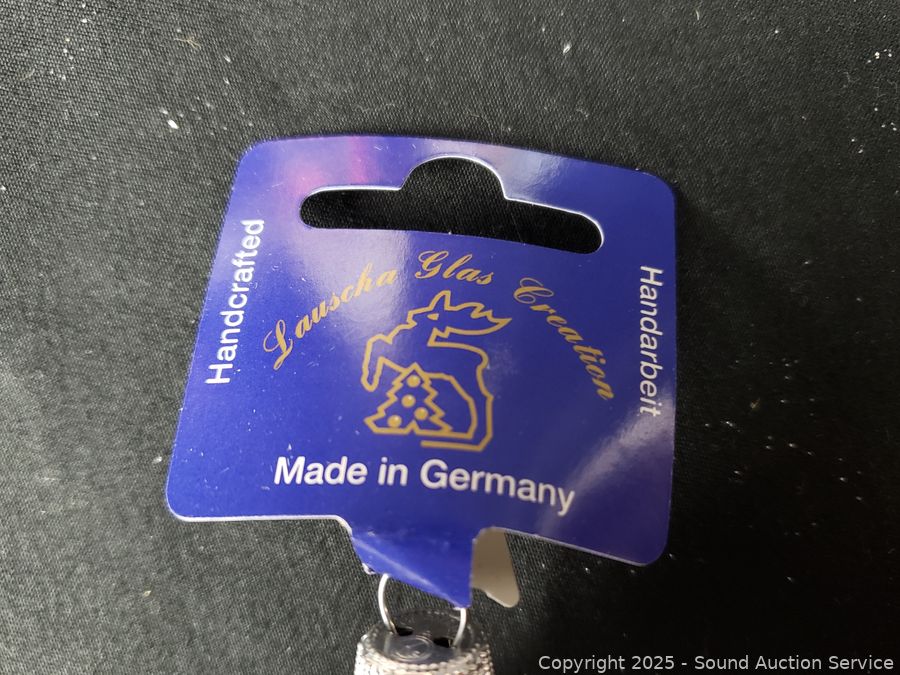 Lauscha Glas Creation
Handcrafted
Handarbeit
Made in Germany
Copyright 2025 - Sound Auction Service